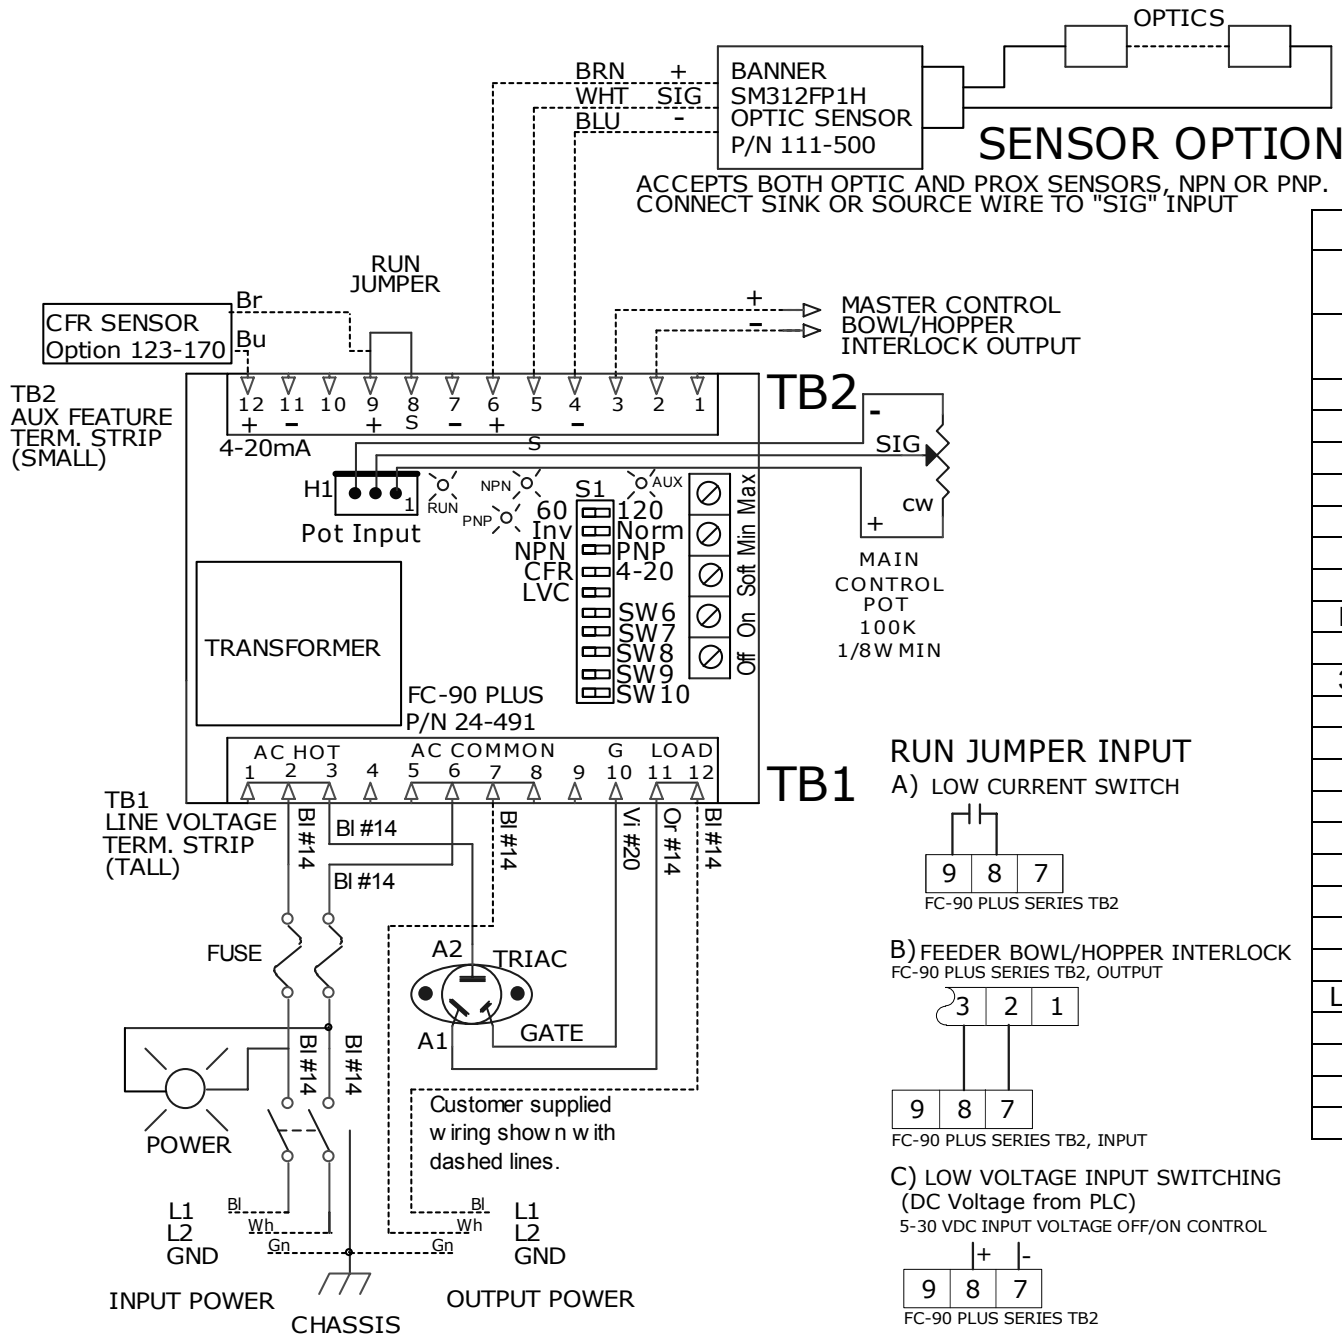 OPTICS
BRN +
WHT SIG
BLU -
BANNER
SM312FP1H
OPTIC SENSOR
P/N 111-500
SENSOR OPTION
ACCEPTS BOTH OPTIC AND PROX SENSORS, NPN OR PNP.
CONNECT SINK OR SOURCE WIRE TO "SIG" INPUT
RUN
JUMPER
CFR SENSOR
Option 123-170
Br
Bu
+
-
MASTER CONTROL
BOWL/HOPPER
INTERLOCK OUTPUT
TB2
AUX FEATURE
TERM. STRIP
(SMALL)
12 11 10 9 8 7 6 5 4 3 2 1
+ - + S - + -
4-20mA
S
TB2
-
SIG
cw
+
MAIN
CONTROL
POT
100K
1/8W MIN
H1
1
Pot Input
RUN
NPN
PNP
AUX
S1
60 120
Inv Norm
NPN PNP
CFR 4-20
LVC
SW6
SW7
SW8
SW9
SW10
Off On Soft Min Max
TRANSFORMER
FC-90 PLUS
P/N 24-491
AC HOT AC COMMON G LOAD
1 2 3 4 5 6 7 8 9 10 11 12
TB1
TB1
LINE VOLTAGE
TERM. STRIP
(TALL)
Bl #14
Bl #14
Bl #14
Bl #14
Vi #20
Or #14
Bl #14
FUSE
A2
TRIAC
A1
GATE
Bl #14
Bl #14
POWER
Customer supplied
wiring shown with
dashed lines.
L1
L2
GND
Bl
Wh
Gn
Bl
Wh
Gn
L1
L2
GND
INPUT POWER
CHASSIS
OUTPUT POWER
RUN JUMPER INPUT
A) LOW CURRENT SWITCH
9 8 7
FC-90 PLUS SERIES TB2
B) FEEDER BOWL/HOPPER INTERLOCK
FC-90 PLUS SERIES TB2, OUTPUT
3 2 1
9 8 7
FC-90 PLUS SERIES TB2, INPUT
C) LOW VOLTAGE INPUT SWITCHING
(DC Voltage from PLC)
5-30 VDC INPUT VOLTAGE OFF/ON CONTROL
+ -
9 8 7
FC-90 PLUS SERIES TB2